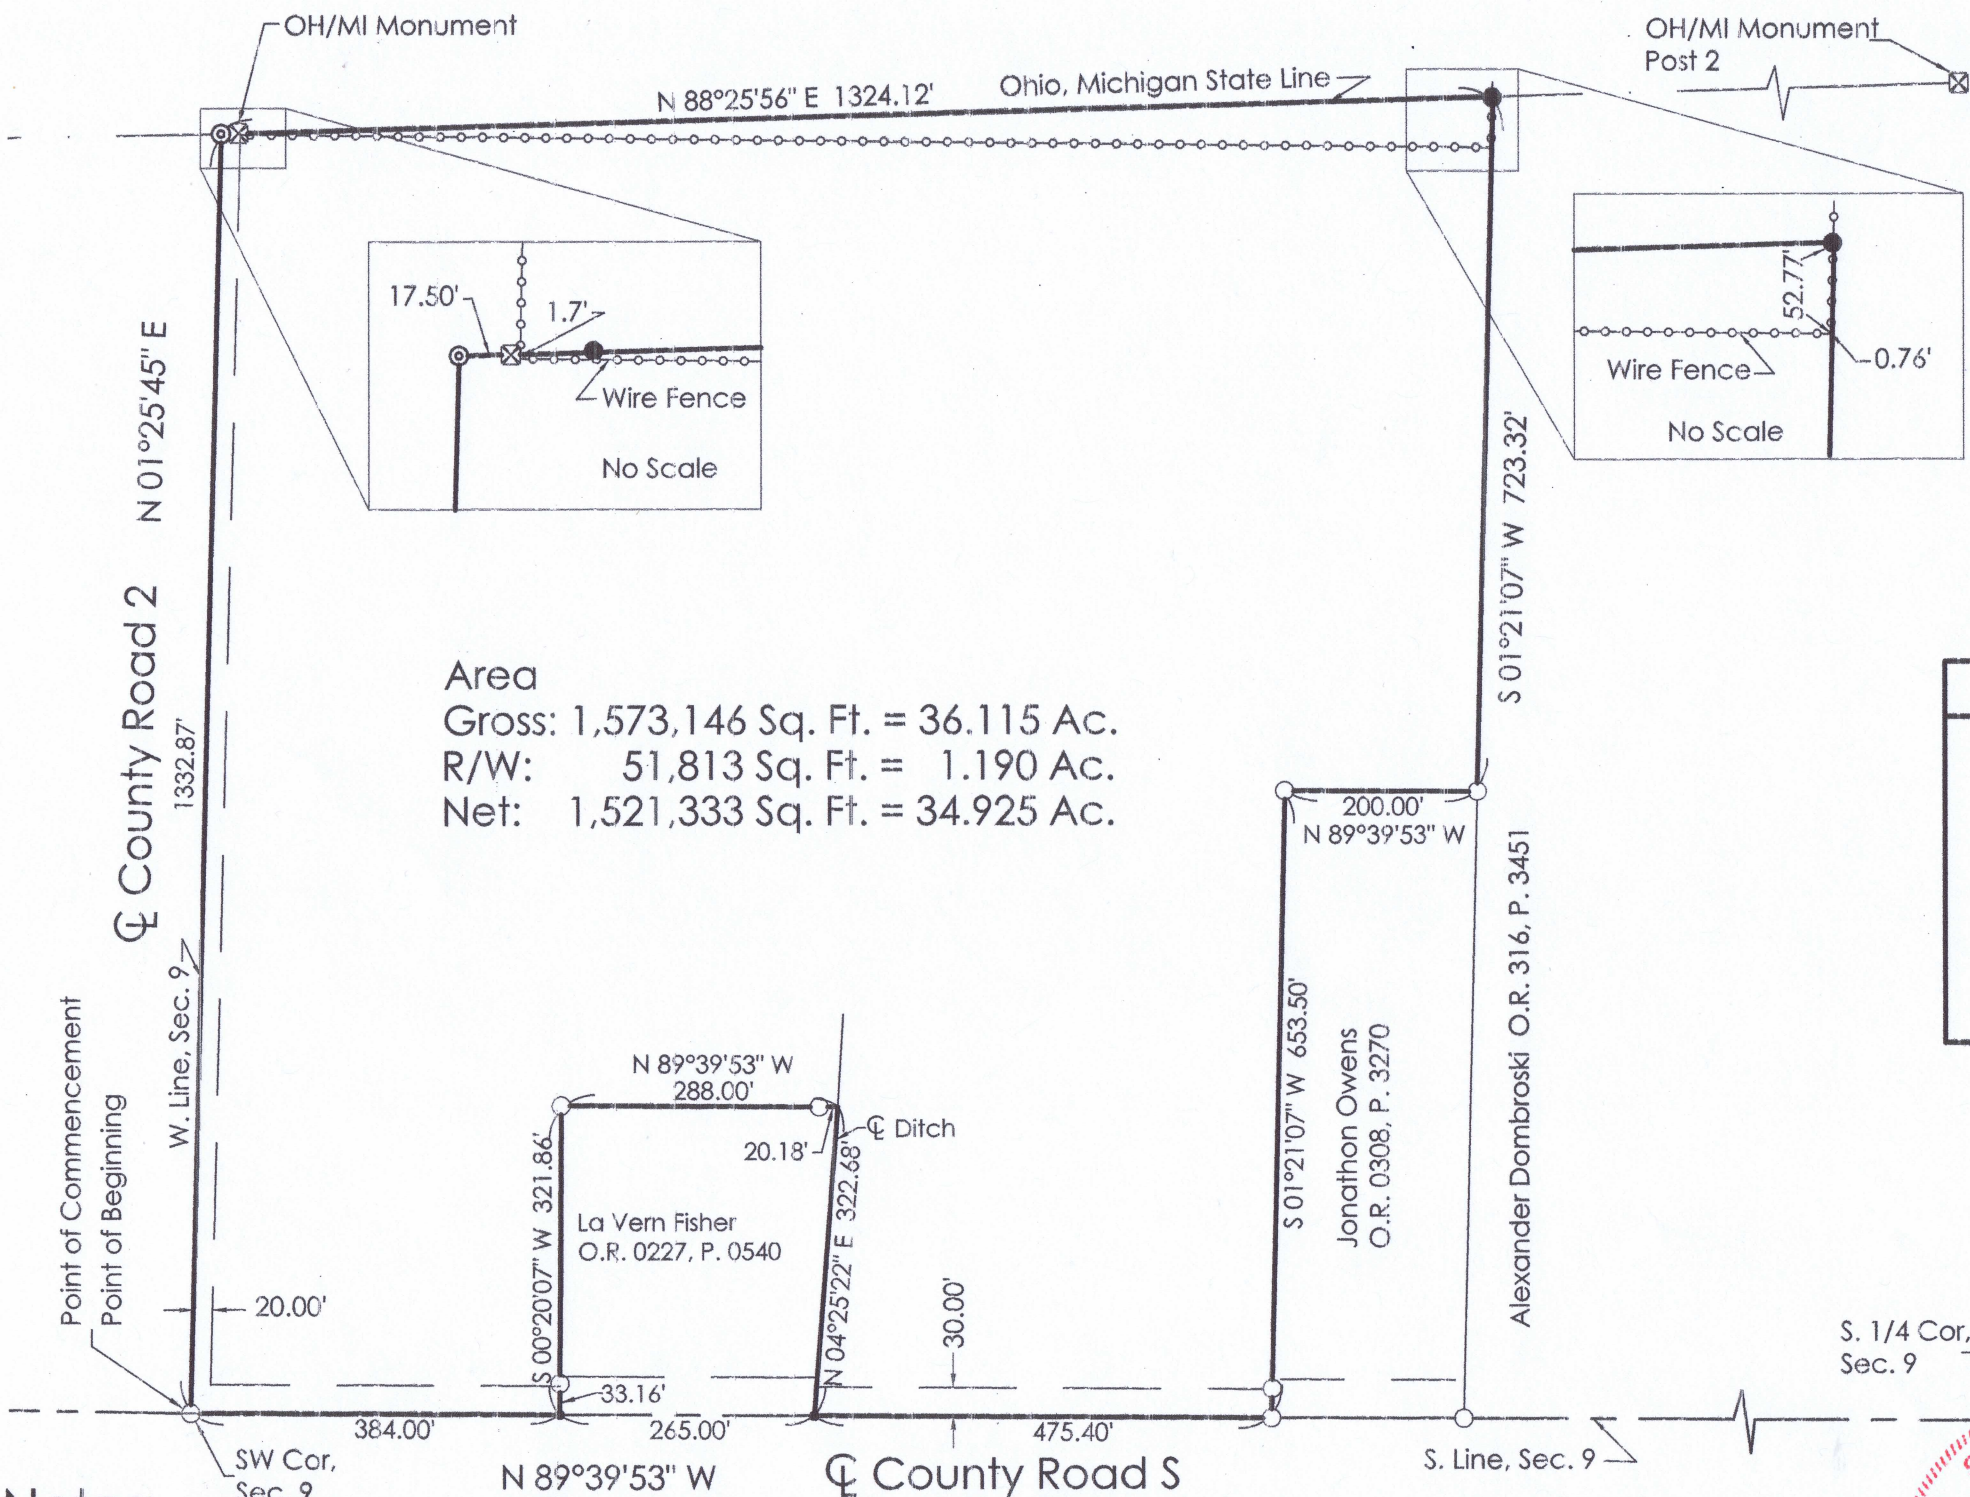 OH/MI Monument
OH/MI Monument
Post 2
N 88°25'56" E 1324.12'
Ohio, Michigan State Line
17.50'
1.7'
Wire Fence
No Scale
52.77'
Wire Fence
0.76'
No Scale
N 01°25'45" E
1332.87'
℄ County Road 2
W. Line, Sec. 9
S 01°21'07" W 723.32'
Area
Gross: 1,573,146 Sq. Ft. = 36.115 Ac.
R/W: 51,813 Sq. Ft. = 1.190 Ac.
Net: 1,521,333 Sq. Ft. = 34.925 Ac.
200.00'
N 89°39'53" W
Alexander Dombroski O.R. 316, P. 3451
S 01°21'07" W 653.50'
Jonathon Owens
O.R. 0308, P. 3270
N 89°39'53" W
288.00'
℄ Ditch
20.18'
S 00°20'07" W 321.86'
La Vern Fisher
O.R. 0227, P. 0540
N 04°25'22" E 322.68'
Point of Commencement
Point of Beginning
20.00'
30.00'
33.16'
S. 1/4 Cor,
Sec. 9
384.00'
265.00'
475.40'
SW Cor,
Sec. 9
N 89°39'53" W
℄ County Road S
S. Line, Sec. 9